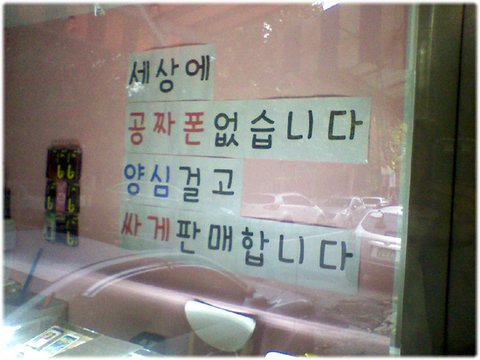 세상에
공짜폰없습니다
양심걸고
싸게판매합니다